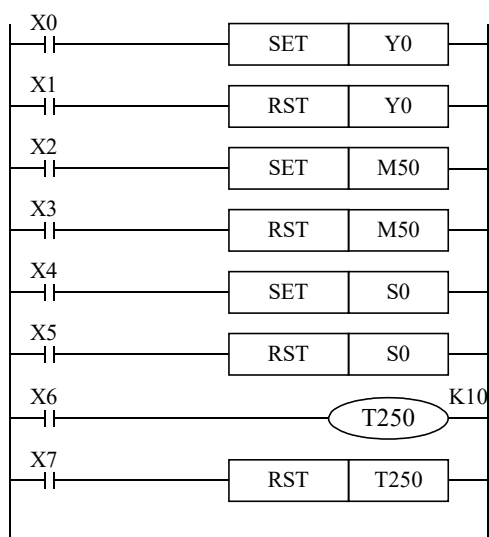 X0
SET Y0
X1
RST Y0
X2
SET M50
X3
RST M50
X4
SET S0
X5
RST S0
X6 K10
T250
X7
RST T250